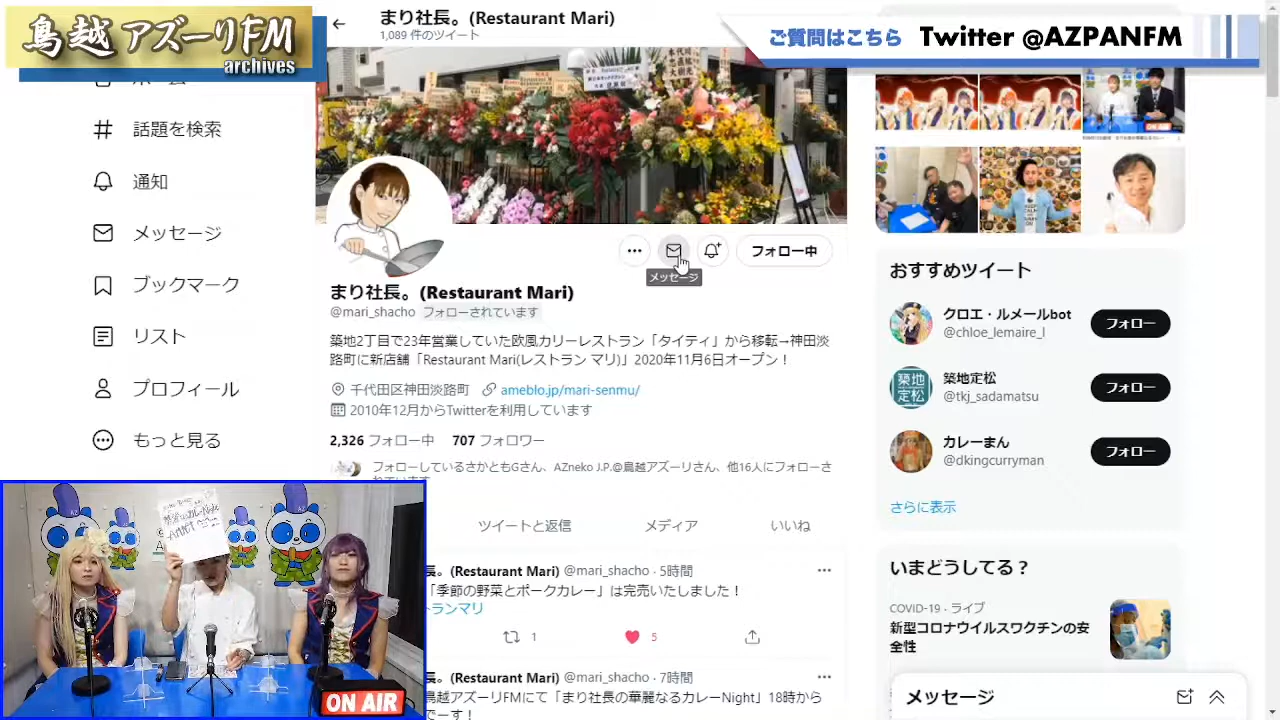 鳥越アズーリFM
archives
まり社長。(Restaurant Mari)
1,089 件のツイート
ご質問はこちら Twitter @AZPANFM
話題を検索
通知
メッセージ
ブックマーク
リスト
プロフィール
もっと見る
フォロー中
メッセージ
まり社長。(Restaurant Mari)
@mari_shacho フォローされています
築地2丁目で23年営業していた欧風カリーレストラン「タイティ」から移転→神田淡
路町に新店舗「Restaurant Mari(レストラン マリ)」2020年11月6日オープン！
千代田区神田淡路町 ameblo.jp/mari-senmu/
2010年12月からTwitterを利用しています
2,326 フォロー中 707 フォロワー
フォローしているさかともGさん、AZneko J.P.@鳥越アズーリさん、他16人にフォローさ
れています
ツイートと返信 メディア いいね
長。(Restaurant Mari) @mari_shacho · 5時間
「季節の野菜とポークカレー」は完売いたしました！
トランマリ
1 5
長。(Restaurant Mari) @mari_shacho · 7時間
鳥越アズーリFMにて「まり社長の華麗なるカレーNight」18時から
でーす！
おすすめツイート
クロエ・ルメールbot
@chloe_lemaire_l
フォロー
築地
定松
築地定松
@tkj_sadamatsu
フォロー
カレーまん
@dkingcurryman
フォロー
さらに表示
いまどうしてる？
COVID-19 · ライブ
新型コロナウイルスワクチンの安
全性
メッセージ
ON AIR